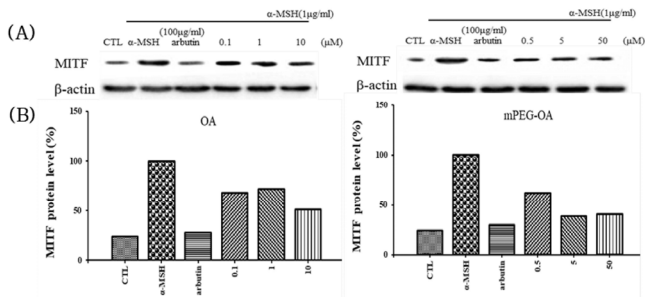 α-MSH(1μg/ml)
(A)
(100μg/ml)
CTL α-MSH arbutin 0.1 1 10 (μM)
MITF
β-actin
α-MSH(1μg/ml)
(100μg/ml)
CTL α-MSH arbutin 0.5 5 50 (μM)
MITF
β-actin
(B)
OA
MITF protein level (%)
150
100
50
0
CTL
α-MSH
arbutin
0.1
1
10
mPEG-OA
MITF protein level (%)
150
100
50
0
CTL
α-MSH
arbutin
0.5
5
50